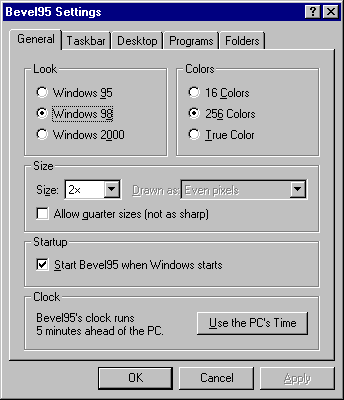 Bevel95 Settings
General Taskbar Desktop Programs Folders
Look
Windows 95
Windows 98
Windows 2000
Colors
16 Colors
256 Colors
True Color
Size
Size: 2× Drawn as: Even pixels
Allow quarter sizes (not as sharp)
Startup
Start Bevel95 when Windows starts
Clock
Bevel95's clock runs
5 minutes ahead of the PC.
Use the PC's Time
OK Cancel Apply